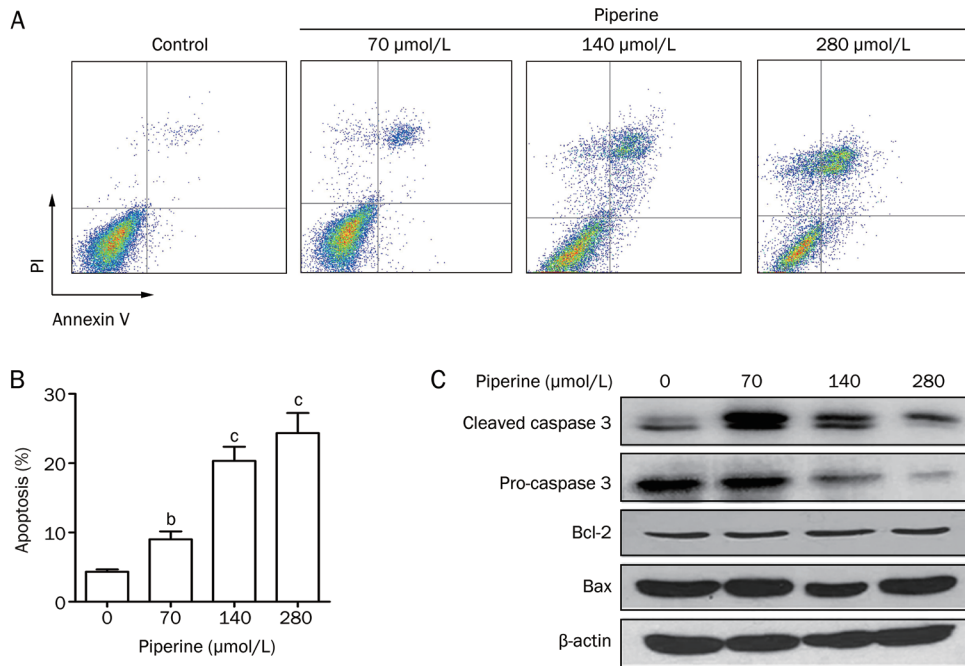 A
Piperine
Control 70 µmol/L 140 µmol/L 280 µmol/L
PI
Annexin V
B
30
20
10
0
Apoptosis (%)
b
c
c
0 70 140 280
Piperine (µmol/L)
C
Piperine (µmol/L) 0 70 140 280
Cleaved caspase 3
Pro-caspase 3
Bcl-2
Bax
β-actin